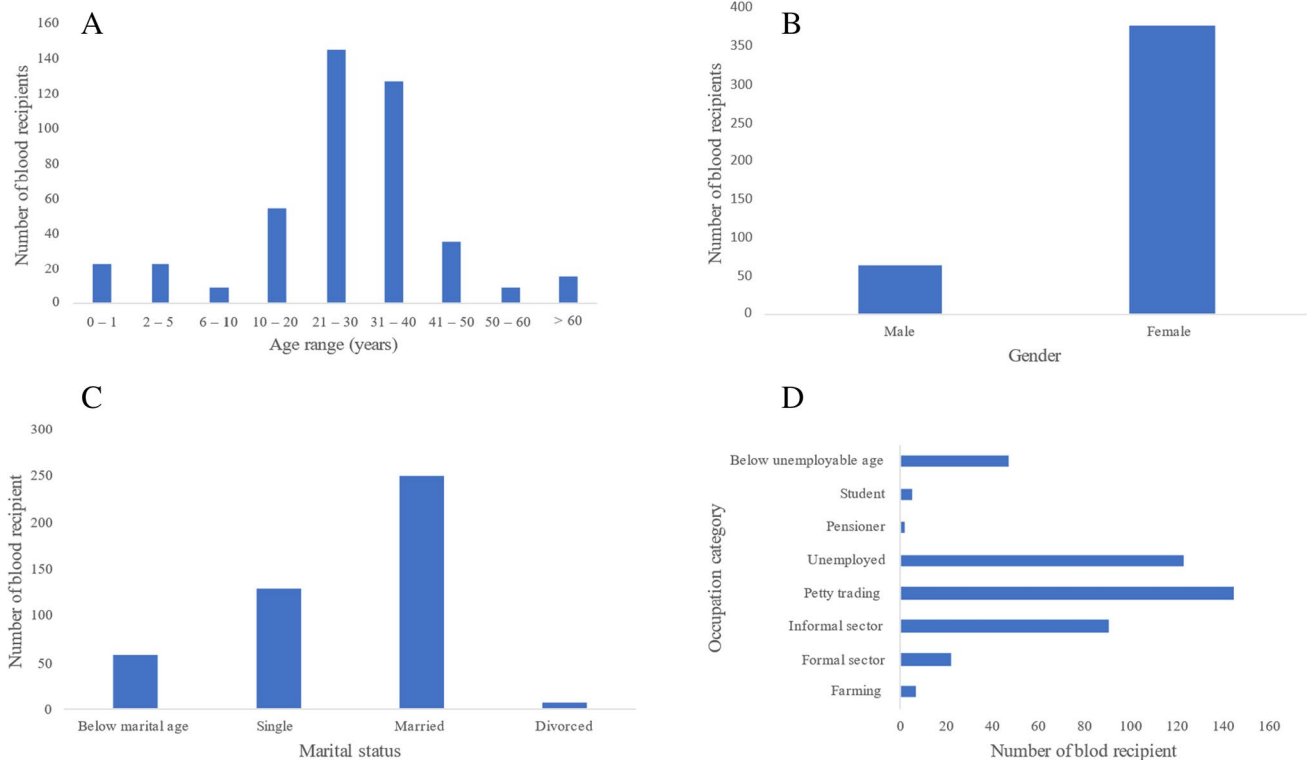 A
Number of blood recipients
160
140
120
100
80
60
40
20
0
0 – 1 2 – 5 6 – 10 10 – 20 21 – 30 31 – 40 41 – 50 50 – 60 > 60
Age range (years)
B
Number of blood recipients
400
350
300
250
200
150
100
50
0
Male Female
Gender
C
Number of blood recipient
300
250
200
150
100
50
0
Below marital age Single Married Divorced
Marital status
D
Occupation category
Below unemployable age
Student
Pensioner
Unemployed
Petty trading
Informal sector
Formal sector
Farming
0 20 40 60 80 100 120 140 160
Number of blod recipient